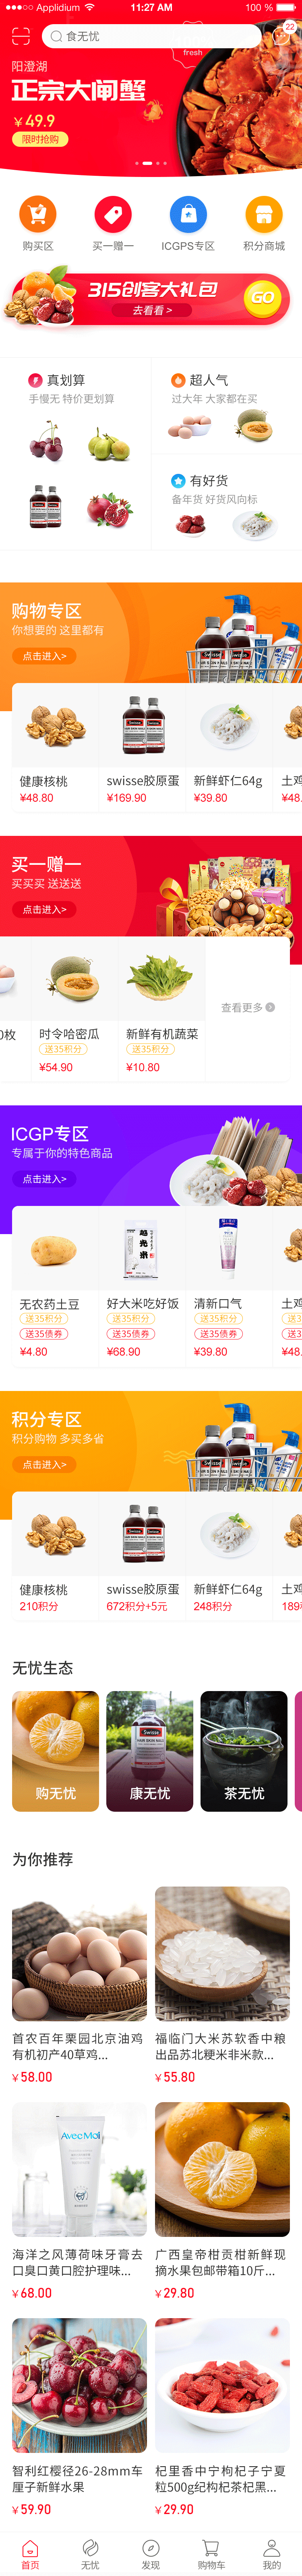 Applidium 11:27 AM 100 %
食无忧
22
fresh
阳澄湖
正宗大闸蟹
¥49.9
限时抢购
购买区 买一赠一 ICGPS专区 积分商城
315创客大礼包
去看看 >
GO
真划算
手慢无 特价更划算
超人气
过大年 大家都在买
有好货
备年货 好货风向标
购物专区
你想要的 这里都有
点击进入>
健康核桃 swisse胶原蛋 新鲜虾仁64g 土鸡
¥48.80 ¥169.90 ¥39.80 ¥48.
买一赠一
买买买 送送送
点击进入>
0枚 时令哈密瓜 新鲜有机蔬菜
查看更多
送35积分 送35积分
¥54.90 ¥10.80
ICGP专区
专属于你的特色商品
点击进入>
无农药土豆 好大米吃好饭 清新口气 土鸡
送35积分 送35积分 送35积分 送3
送35债券 送35债券 送35债券 送3
¥4.80 ¥68.90 ¥39.80 ¥48.
积分专区
积分购物 多买多省
点击进入>
健康核桃 swisse胶原蛋 新鲜虾仁64g 土鸡
210积分 672积分+5元 248积分 189
无忧生态
Swisse
购无忧 康无忧 茶无忧
为你推荐
首农百年栗园北京油鸡
有机初产40草鸡...
¥58.00
福临门大米苏软香中粮
出品苏北粳米非米款...
¥55.80
AvecMoi
海洋之风薄荷味牙膏去
口臭口黄口腔护理味...
¥68.00
广西皇帝柑贡柑新鲜现
摘水果包邮带箱10斤...
¥29.80
智利红樱径26-28mm车
厘子新鲜水果
¥59.90
杞里香中宁枸杞子宁夏
粒500g纪构杞茶杞黑...
¥29.90
首页 无忧 发现 购物车 我的